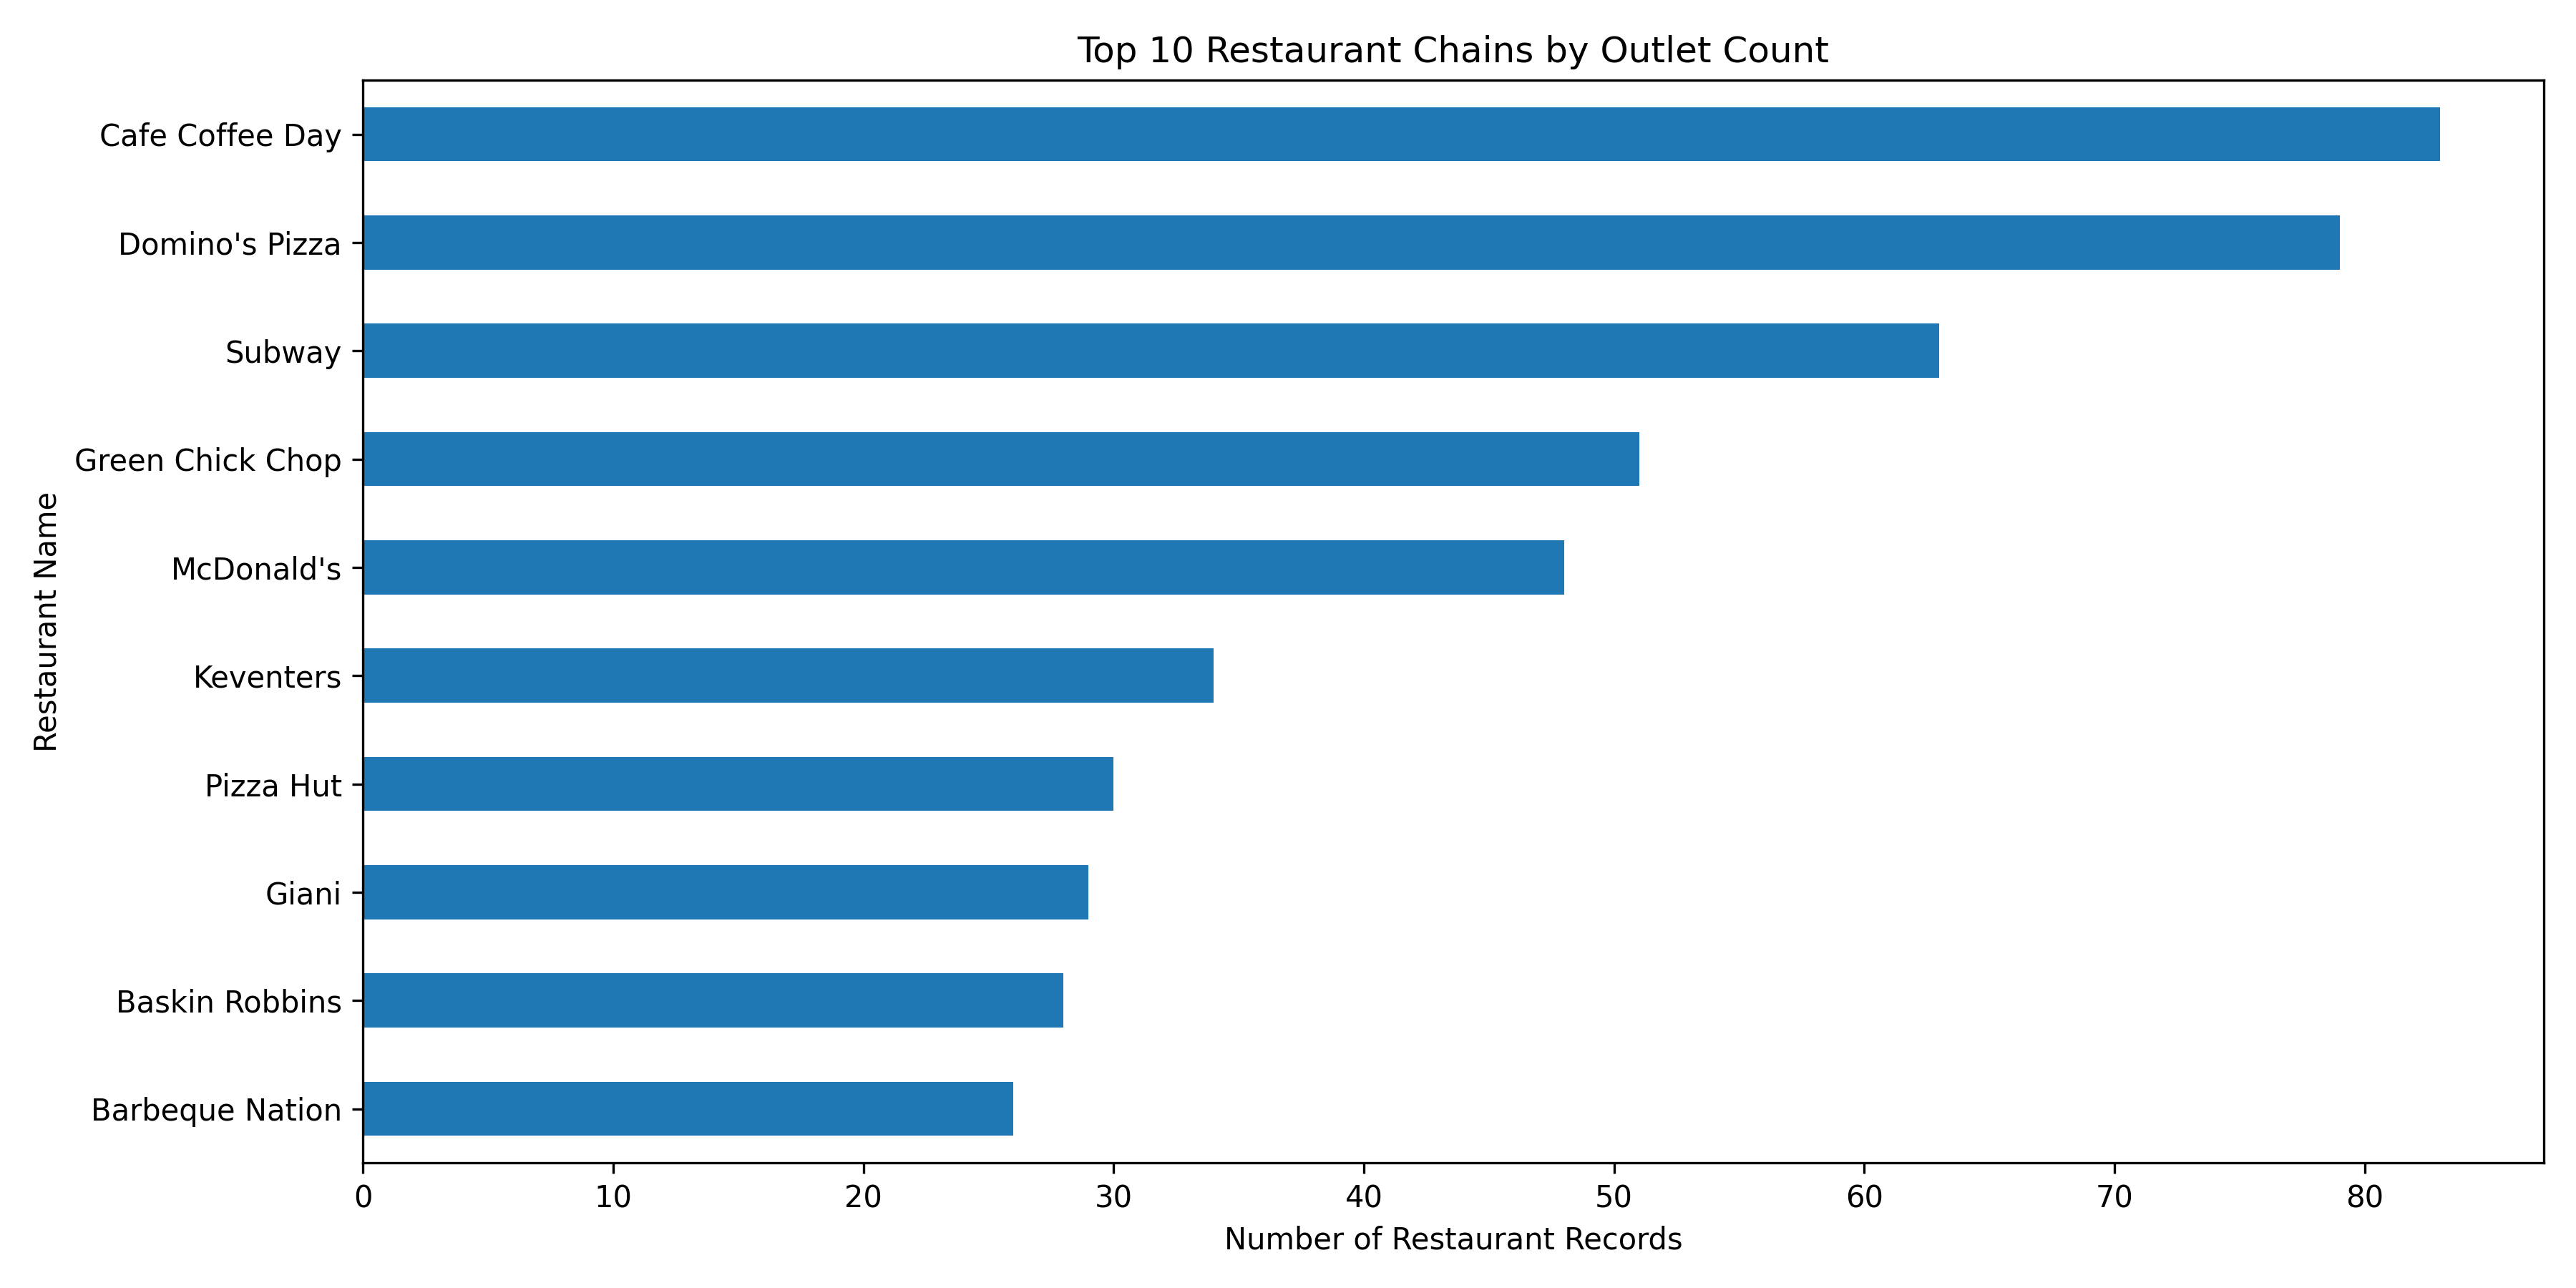 Top 10 Restaurant Chains by Outlet Count
Restaurant Name
Cafe Coffee Day
Domino's Pizza
Subway
Green Chick Chop
McDonald's
Keventers
Pizza Hut
Giani
Baskin Robbins
Barbeque Nation
0 10 20 30 40 50 60 70 80
Number of Restaurant Records